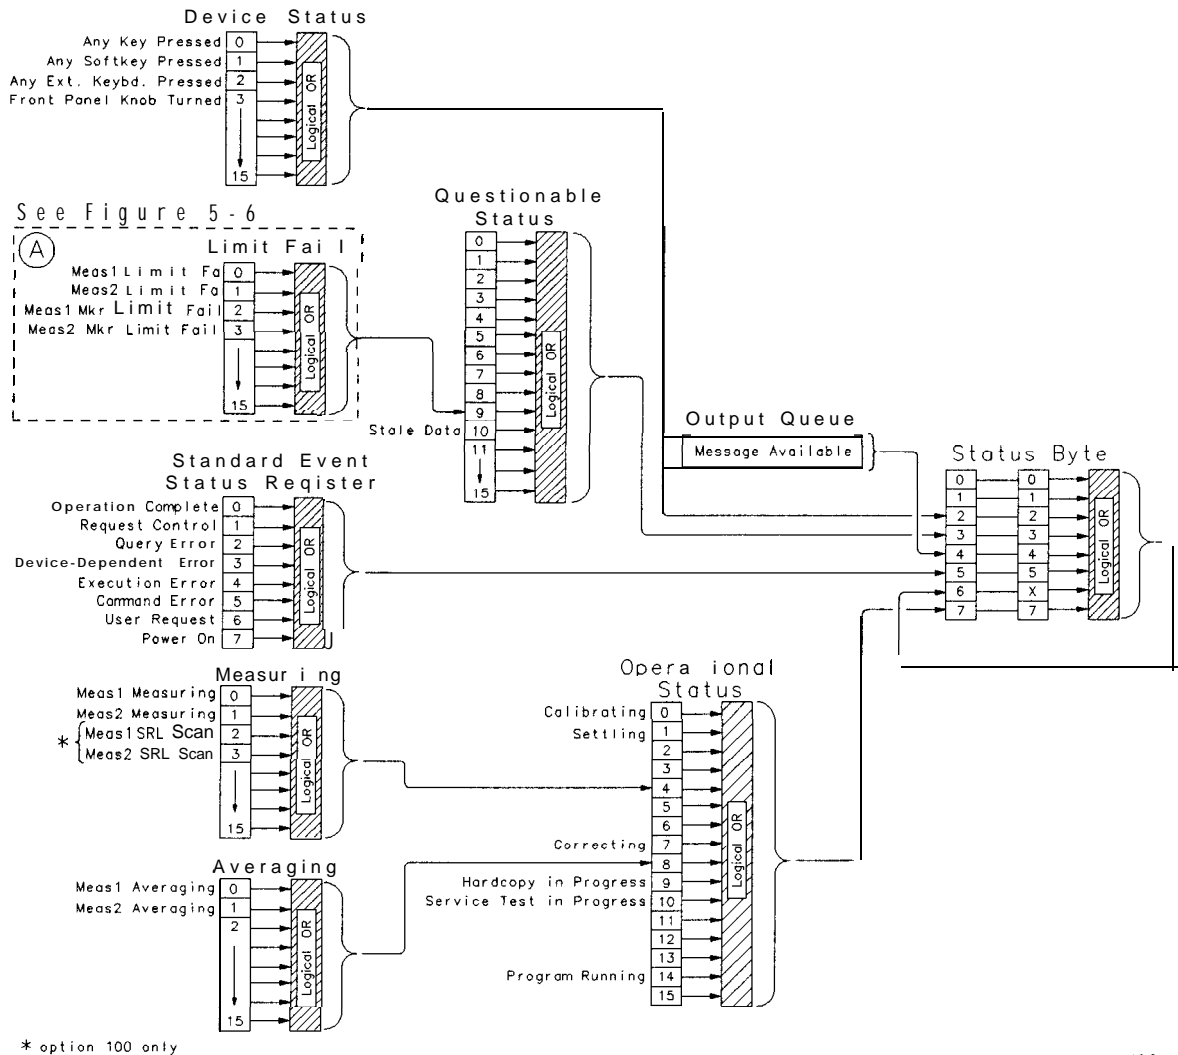 Device Status
Any Key Pressed 0
Any Softkey Pressed 1
Any Ext. Keybd. Pressed 2
Front Panel Knob Turned 3
15
Logical OR
See Figure 5-6
A
Limit Fai l
Meas1 Limit Fa 0
Meas2 Limit Fa 1
Meas1 Mkr Limit Fail 2
Meas2 Mkr Limit Fail 3
15
Logical OR
Questionable
Status
0
1
2
3
4
5
6
7
8
9
Stale Data 10
11
15
Logical OR
Output Queue
Message Available
Standard Event
Status Reqister
Operation Complete 0
Request Control 1
Query Error 2
Device-Dependent Error 3
Execution Error 4
Command Error 5
User Request 6
Power On 7
Logical OR
Status Byte
0 0
1 1
2 2
3 3
4 4
5 5
6 X
7 7
Logical OR
Measur i ng
Meas1 Measuring 0
Meas2 Measuring 1
* Meas1 SRL Scan 2
Meas2 SRL Scan 3
15
Logical OR
Averaging
Meas1 Averaging 0
Meas2 Averaging 1
2
15
Logical OR
Opera ional
Status
Calibrating 0
Settling 1
2
3
4
5
6
Correcting 7
8
Hardcopy in Progress 9
Service Test in Progress 10
11
12
13
Program Running 14
15
Logical OR
* option 100 only